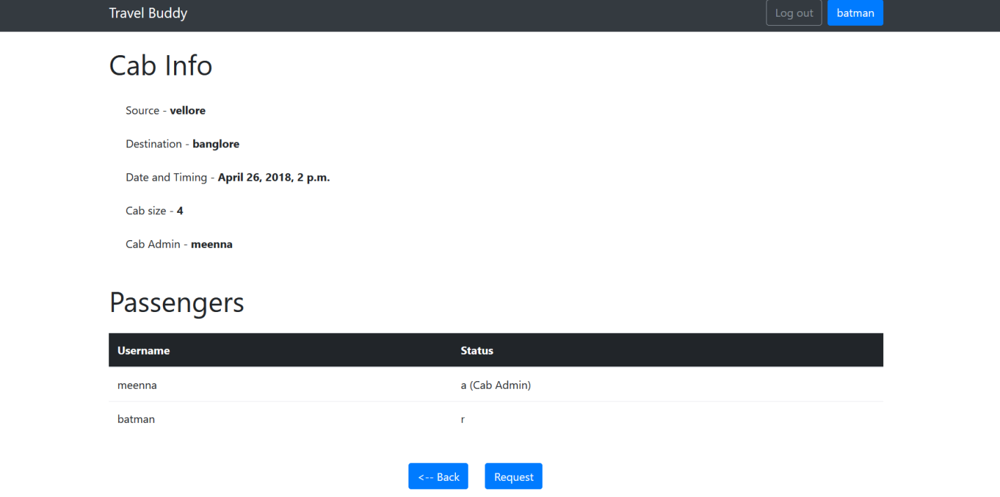 Travel Buddy Log out batman
Cab Info
Source - vellore
Destination - banglore
Date and Timing - April 26, 2018, 2 p.m.
Cab size - 4
Cab Admin - meenna
Passengers
Username Status
meenna a (Cab Admin)
batman r
<-- Back Request